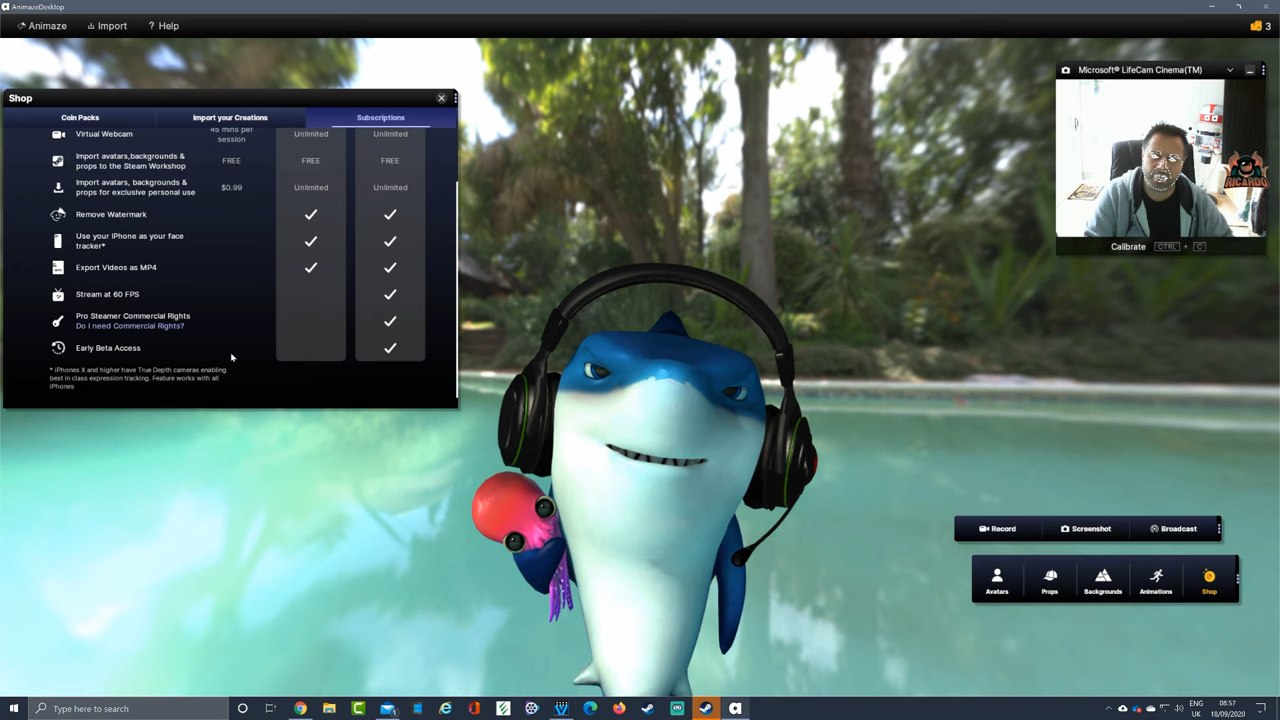 AnimazeDesktop
Animaze
Import
Help
3
Shop
Coin Packs
Import your Creations
Subscriptions
Virtual Webcam
45 mins per
session
Unlimited
Unlimited
Import avatars,backgrounds &
props to the Steam Workshop
FREE
FREE
FREE
Import avatars, backgrounds &
props for exclusive personal use
$0.99
Unlimited
Unlimited
Remove Watermark
Use your iPhone as your face
tracker*
Export Videos as MP4
Stream at 60 FPS
Pro Steamer Commercial Rights
Do I need Commercial Rights?
Early Beta Access
* iPhones X and higher have True Depth cameras enabling
best in class expression tracking. Feature works with all
iPhones
Microsoft® LifeCam Cinema(TM)
RICARDO
Calibrate CTRL + C
Record
Screenshot
Broadcast
Avatars
Props
Backgrounds
Animations
Shop
Type here to search
ENG
UK
08:57
18/09/2020